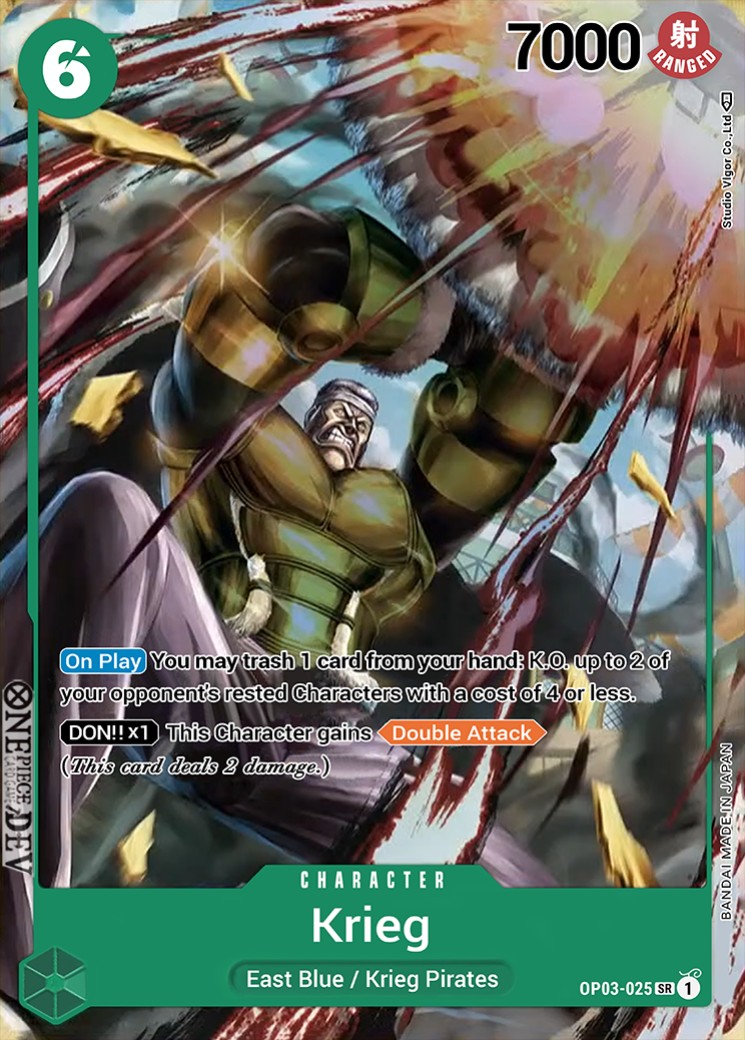 6
7000
射
RANGED
Studio Vigor Co.,Ltd
On Play You may trash 1 card from your hand: K.O. up to 2 of
your opponent's rested Characters with a cost of 4 or less.
DON!! x1 This Character gains Double Attack
(This card deals 2 damage.)
ONE PIECE
DEV
BANDAI MADE IN JAPAN
CHARACTER
Krieg
East Blue / Krieg Pirates
OP03-025 SR 1